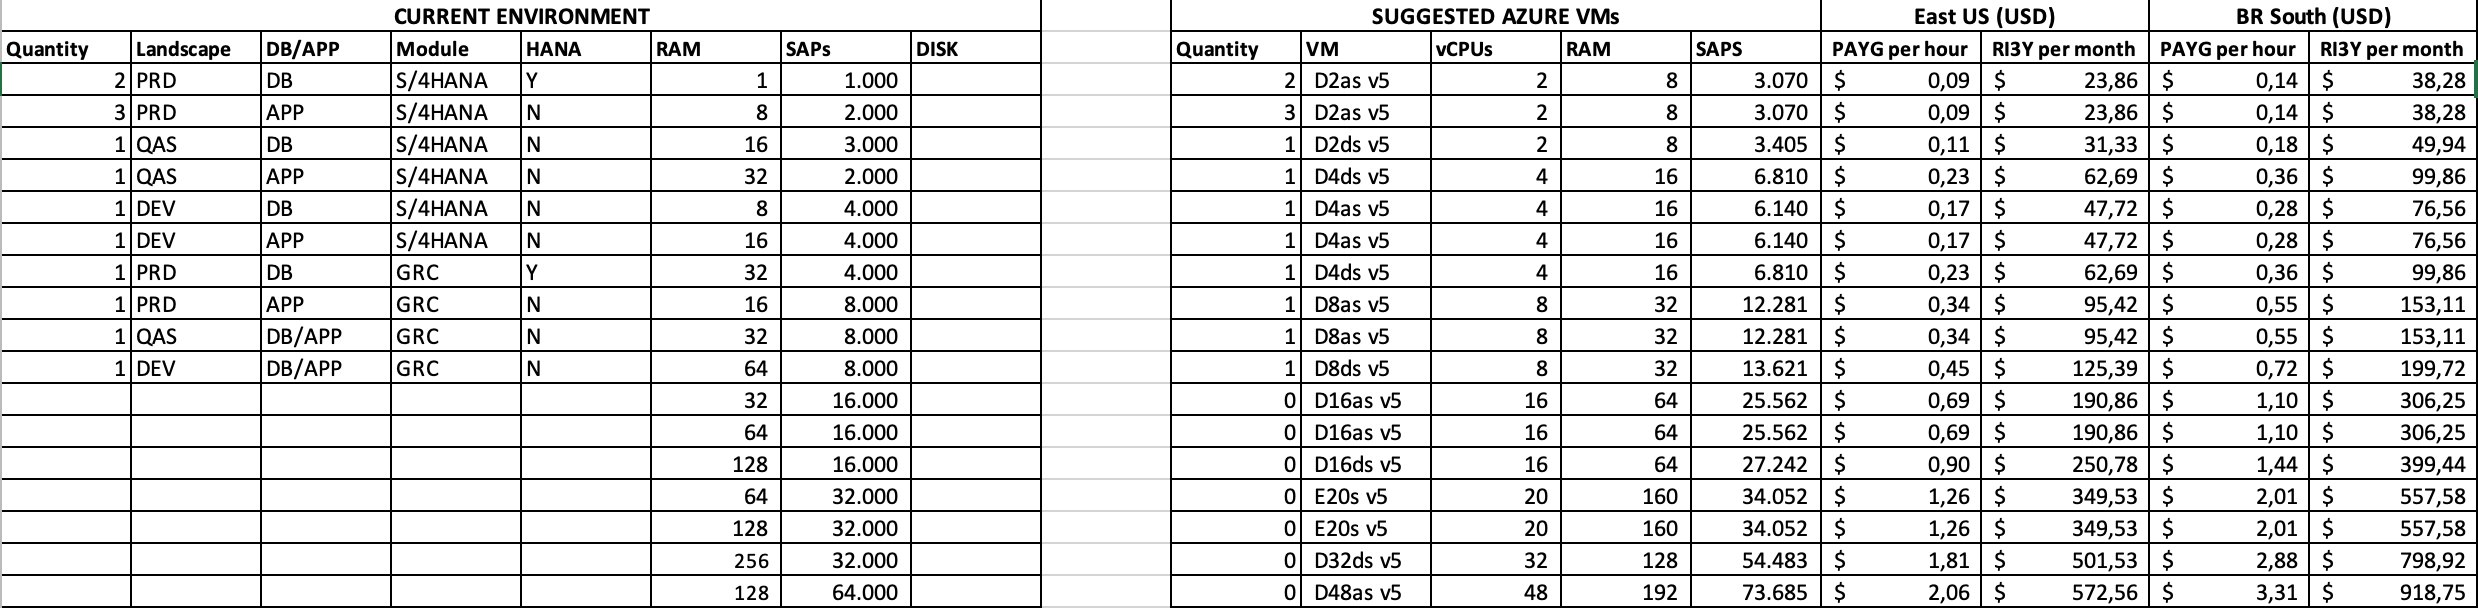 CURRENT ENVIRONMENT SUGGESTED AZURE VMs East US (USD) BR South (USD)
Quantity Landscape DB/APP Module HANA RAM SAPs DISK Quantity VM vCPUs RAM SAPS PAYG per hour RI3Y per month PAYG per hour RI3Y per month
2 PRD DB S/4HANA Y 1 1.000 2 D2as v5 2 8 3.070 $ 0,09 $ 23,86 $ 0,14 $ 38,28
3 PRD APP S/4HANA N 8 2.000 3 D2as v5 2 8 3.070 $ 0,09 $ 23,86 $ 0,14 $ 38,28
1 QAS DB S/4HANA N 16 3.000 1 D2ds v5 2 8 3.405 $ 0,11 $ 31,33 $ 0,18 $ 49,94
1 QAS APP S/4HANA N 32 2.000 1 D4ds v5 4 16 6.810 $ 0,23 $ 62,69 $ 0,36 $ 99,86
1 DEV DB S/4HANA N 8 4.000 1 D4as v5 4 16 6.140 $ 0,17 $ 47,72 $ 0,28 $ 76,56
1 DEV APP S/4HANA N 16 4.000 1 D4as v5 4 16 6.140 $ 0,17 $ 47,72 $ 0,28 $ 76,56
1 PRD DB GRC Y 32 4.000 1 D4ds v5 4 16 6.810 $ 0,23 $ 62,69 $ 0,36 $ 99,86
1 PRD APP GRC N 16 8.000 1 D8as v5 8 32 12.281 $ 0,34 $ 95,42 $ 0,55 $ 153,11
1 QAS DB/APP GRC N 32 8.000 1 D8as v5 8 32 12.281 $ 0,34 $ 95,42 $ 0,55 $ 153,11
1 DEV DB/APP GRC N 64 8.000 1 D8ds v5 8 32 13.621 $ 0,45 $ 125,39 $ 0,72 $ 199,72
32 16.000 0 D16as v5 16 64 25.562 $ 0,69 $ 190,86 $ 1,10 $ 306,25
64 16.000 0 D16as v5 16 64 25.562 $ 0,69 $ 190,86 $ 1,10 $ 306,25
128 16.000 0 D16ds v5 16 64 27.242 $ 0,90 $ 250,78 $ 1,44 $ 399,44
64 32.000 0 E20s v5 20 160 34.052 $ 1,26 $ 349,53 $ 2,01 $ 557,58
128 32.000 0 E20s v5 20 160 34.052 $ 1,26 $ 349,53 $ 2,01 $ 557,58
256 32.000 0 D32ds v5 32 128 54.483 $ 1,81 $ 501,53 $ 2,88 $ 798,92
128 64.000 0 D48as v5 48 192 73.685 $ 2,06 $ 572,56 $ 3,31 $ 918,75